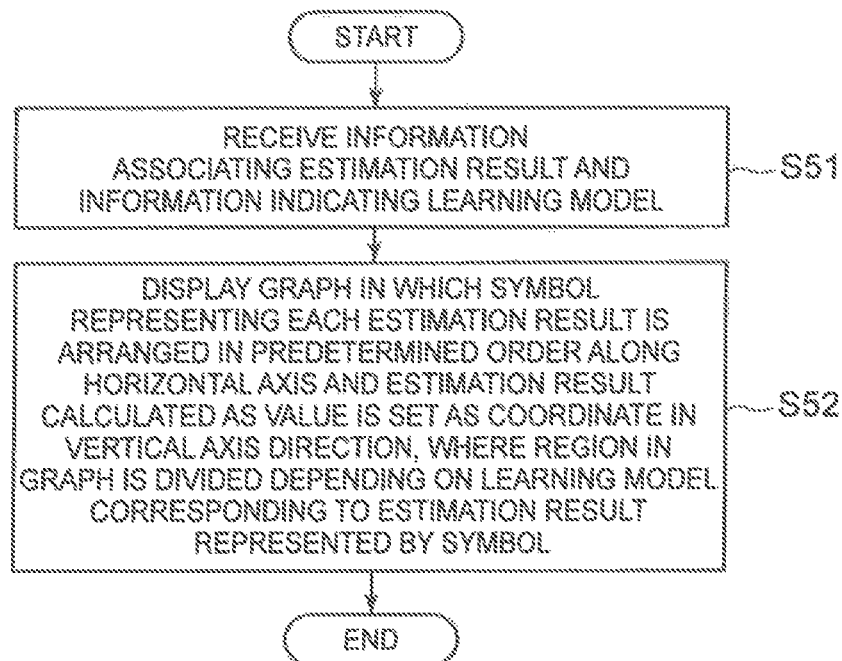 START
RECEIVE INFORMATION
ASSOCIATING ESTIMATION RESULT AND
INFORMATION INDICATING LEARNING MODEL
S51
DISPLAY GRAPH IN WHICH SYMBOL
REPRESENTING EACH ESTIMATION RESULT IS
ARRANGED IN PREDETERMINED ORDER ALONG
HORIZONTAL AXIS AND ESTIMATION RESULT
CALCULATED AS VALUE IS SET AS COORDINATE IN
VERTICAL AXIS DIRECTION, WHERE REGION IN
GRAPH IS DIVIDED DEPENDING ON LEARNING MODEL
CORRESPONDING TO ESTIMATION RESULT
REPRESENTED BY SYMBOL
S52
END